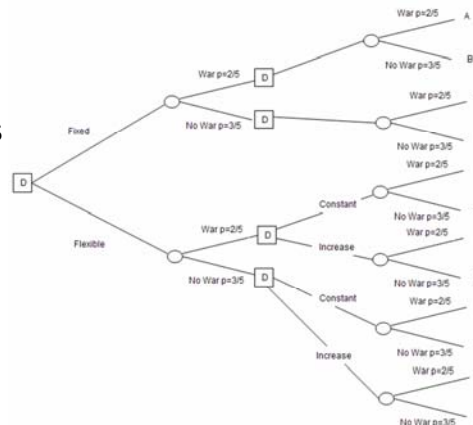 War p=2/5
A
War p=2/5
D
B
No War p=3/5
War p=2/5
No War p=3/5
D
Fixed
No War p=3/5
War p=2/5
Constant
D
No War p=3/5
War p=2/5
War p=2/5
D
Increase
Flexible
No War p=3/5
D
No War p=3/5
Constant
War p=2/5
Increase
No War p=3/5
War p=2/5
No War p=3/5